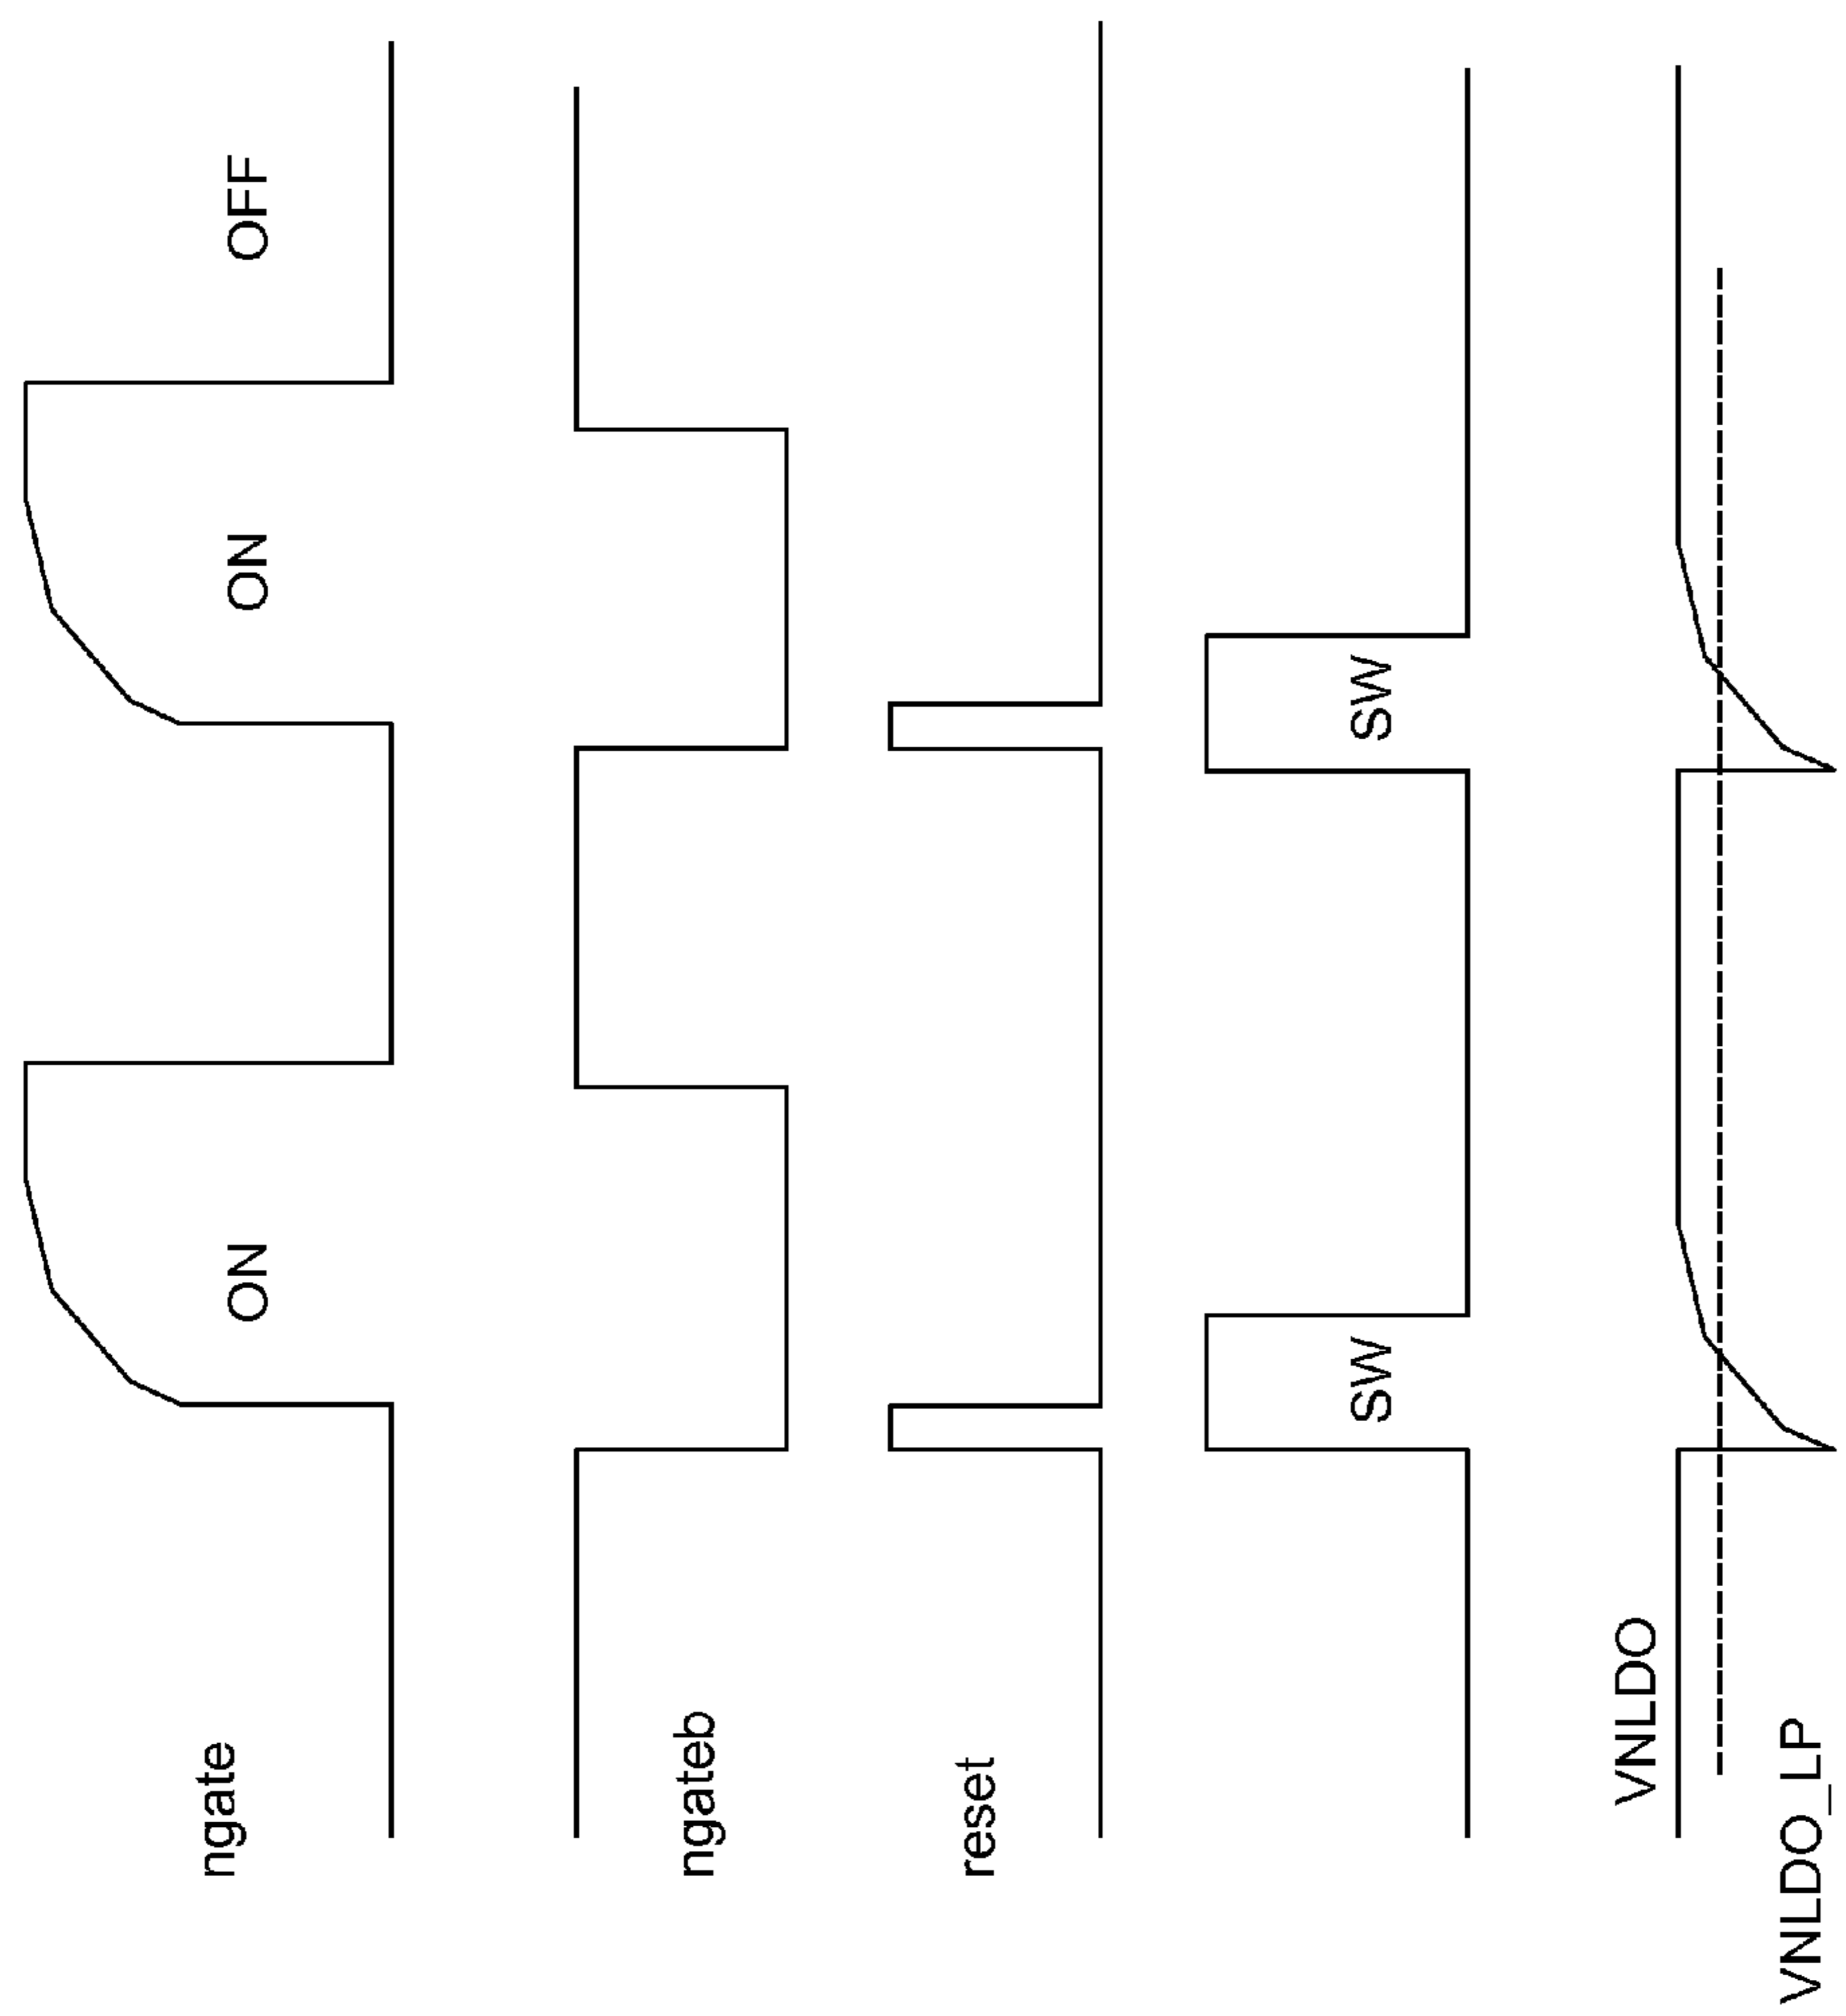 ngate
ON
ON
OFF
ngateb
reset
SW
SW
VNLDO
VNLDO_LP